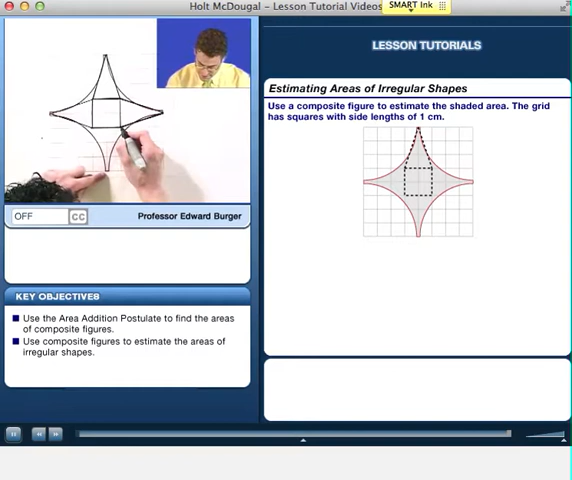 Holt McDougal – Lesson Tutorial Videos
SMART Ink
LESSON TUTORIALS
Estimating Areas of Irregular Shapes
Use a composite figure to estimate the shaded area. The grid
has squares with side lengths of 1 cm.
OFF
CC
Professor Edward Burger
KEY OBJECTIVES
Use the Area Addition Postulate to find the areas
of composite figures.
Use composite figures to estimate the areas of
irregular shapes.